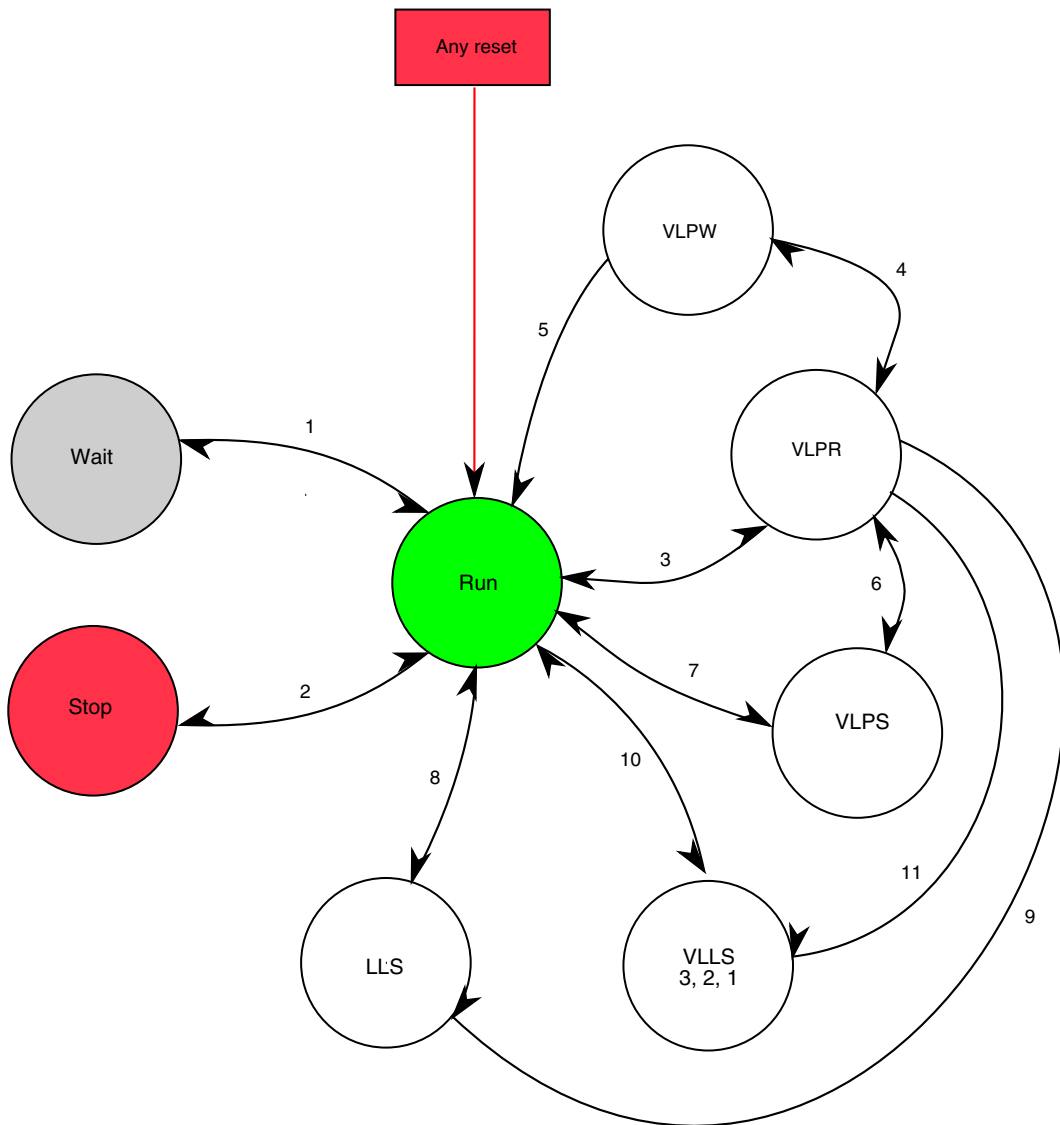 Any reset
VLPW
4
5
1
Wait
VLPR
3
Run
6
7
2
Stop
VLPS
10
8
11
9
LLS
VLLS
3, 2, 1